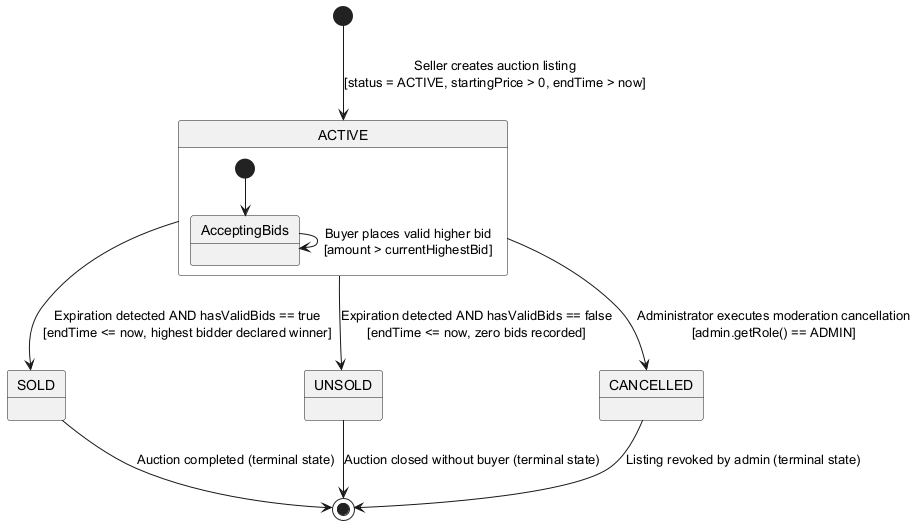 Seller creates auction listing
[status = ACTIVE, startingPrice > 0, endTime > now]
ACTIVE
AcceptingBids
Buyer places valid higher bid
[amount > currentHighestBid]
Expiration detected AND hasValidBids == true
[endTime <= now, highest bidder declared winner]
Expiration detected AND hasValidBids == false
[endTime <= now, zero bids recorded]
Administrator executes moderation cancellation
[admin.getRole() == ADMIN]
SOLD
UNSOLD
CANCELLED
Auction completed (terminal state)
Auction closed without buyer (terminal state)
Listing revoked by admin (terminal state)